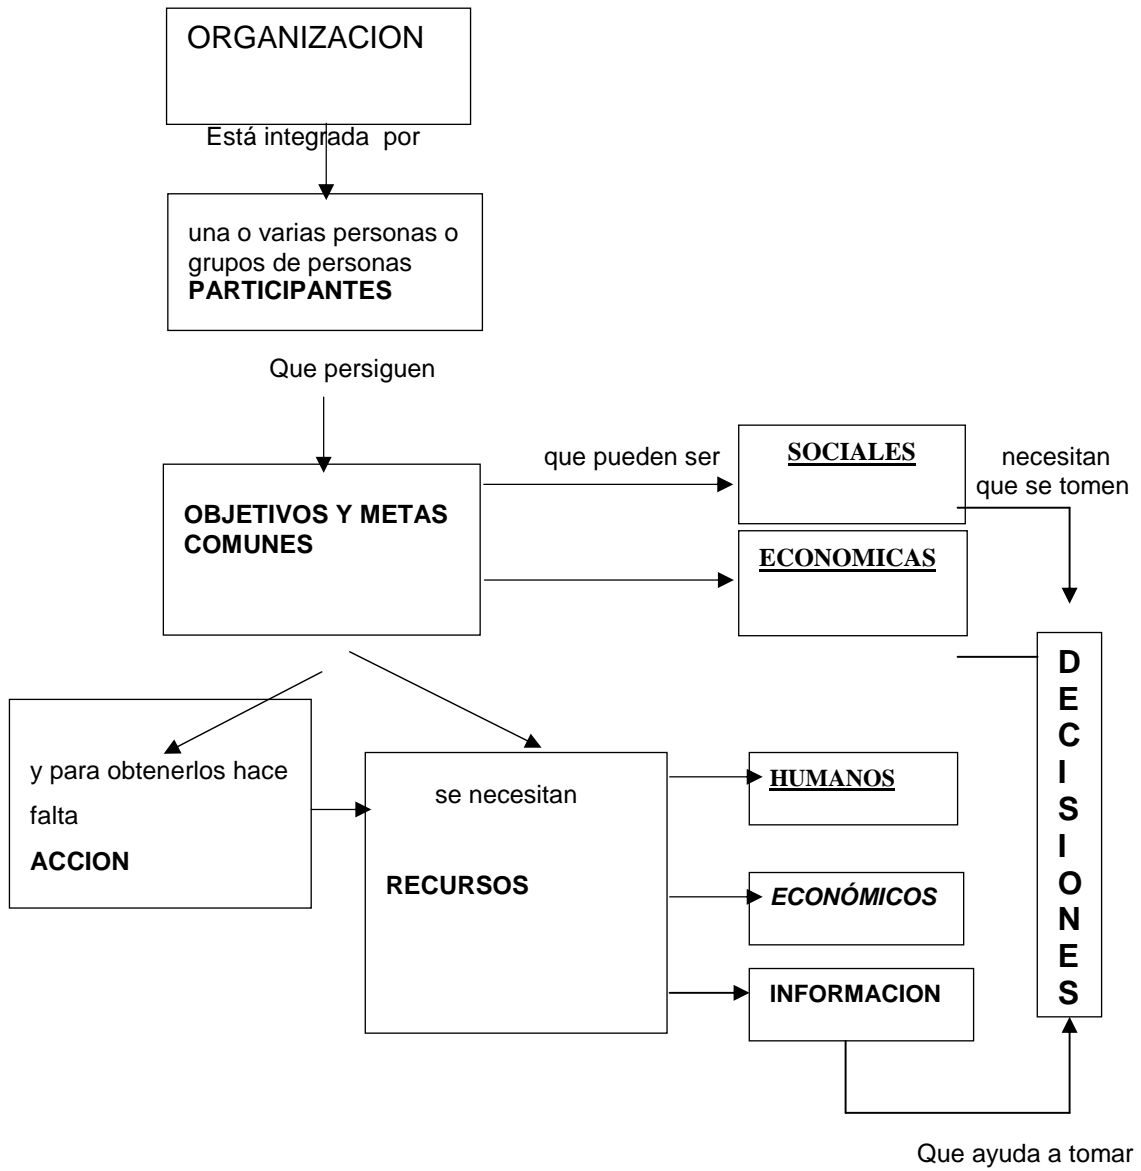 ORGANIZACION
Está integrada por
una o varias personas o
grupos de personas
PARTICIPANTES
Que persiguen
OBJETIVOS Y METAS
COMUNES
que pueden ser
SOCIALES
ECONOMICAS
necesitan
que se tomen
DECISIONES
y para obtenerlos hace
falta
ACCION
se necesitan
RECURSOS
HUMANOS
ECONÓMICOS
INFORMACION
Que ayuda a tomar